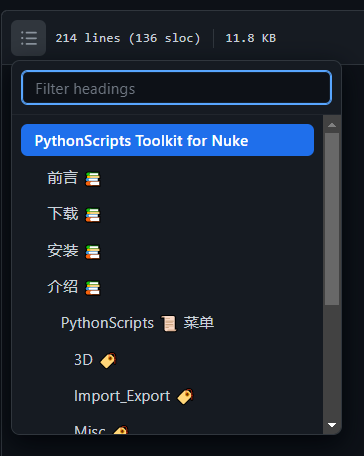 214 lines (136 sloc) 11.8 KB
Filter headings
PythonScripts Toolkit for Nuke
前言 📚
下载 📚
安装 📚
介绍 📚
PythonScripts 📜 菜单
3D 🏷️
Import_Export 🏷️
Misc 🏷️